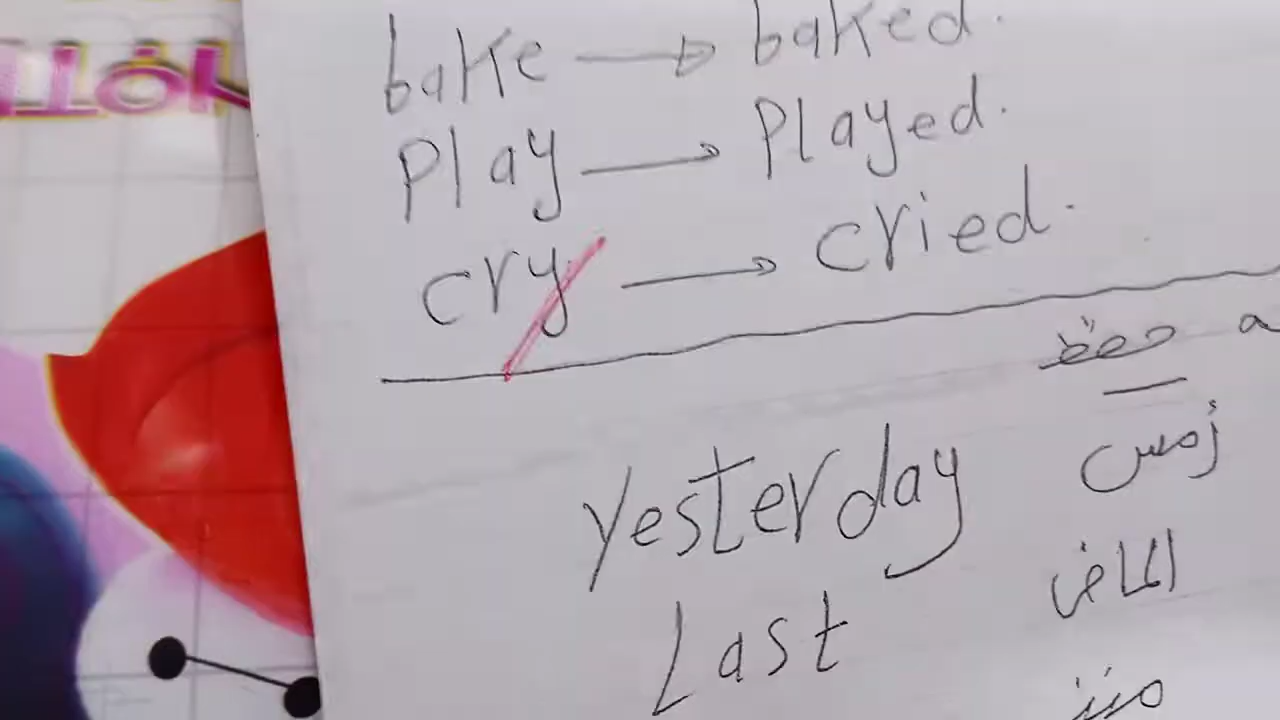 bake → baked.
Play → Played.
cry → cried.
حفظ a
Yesterday أمس
Last الماضي
منذ